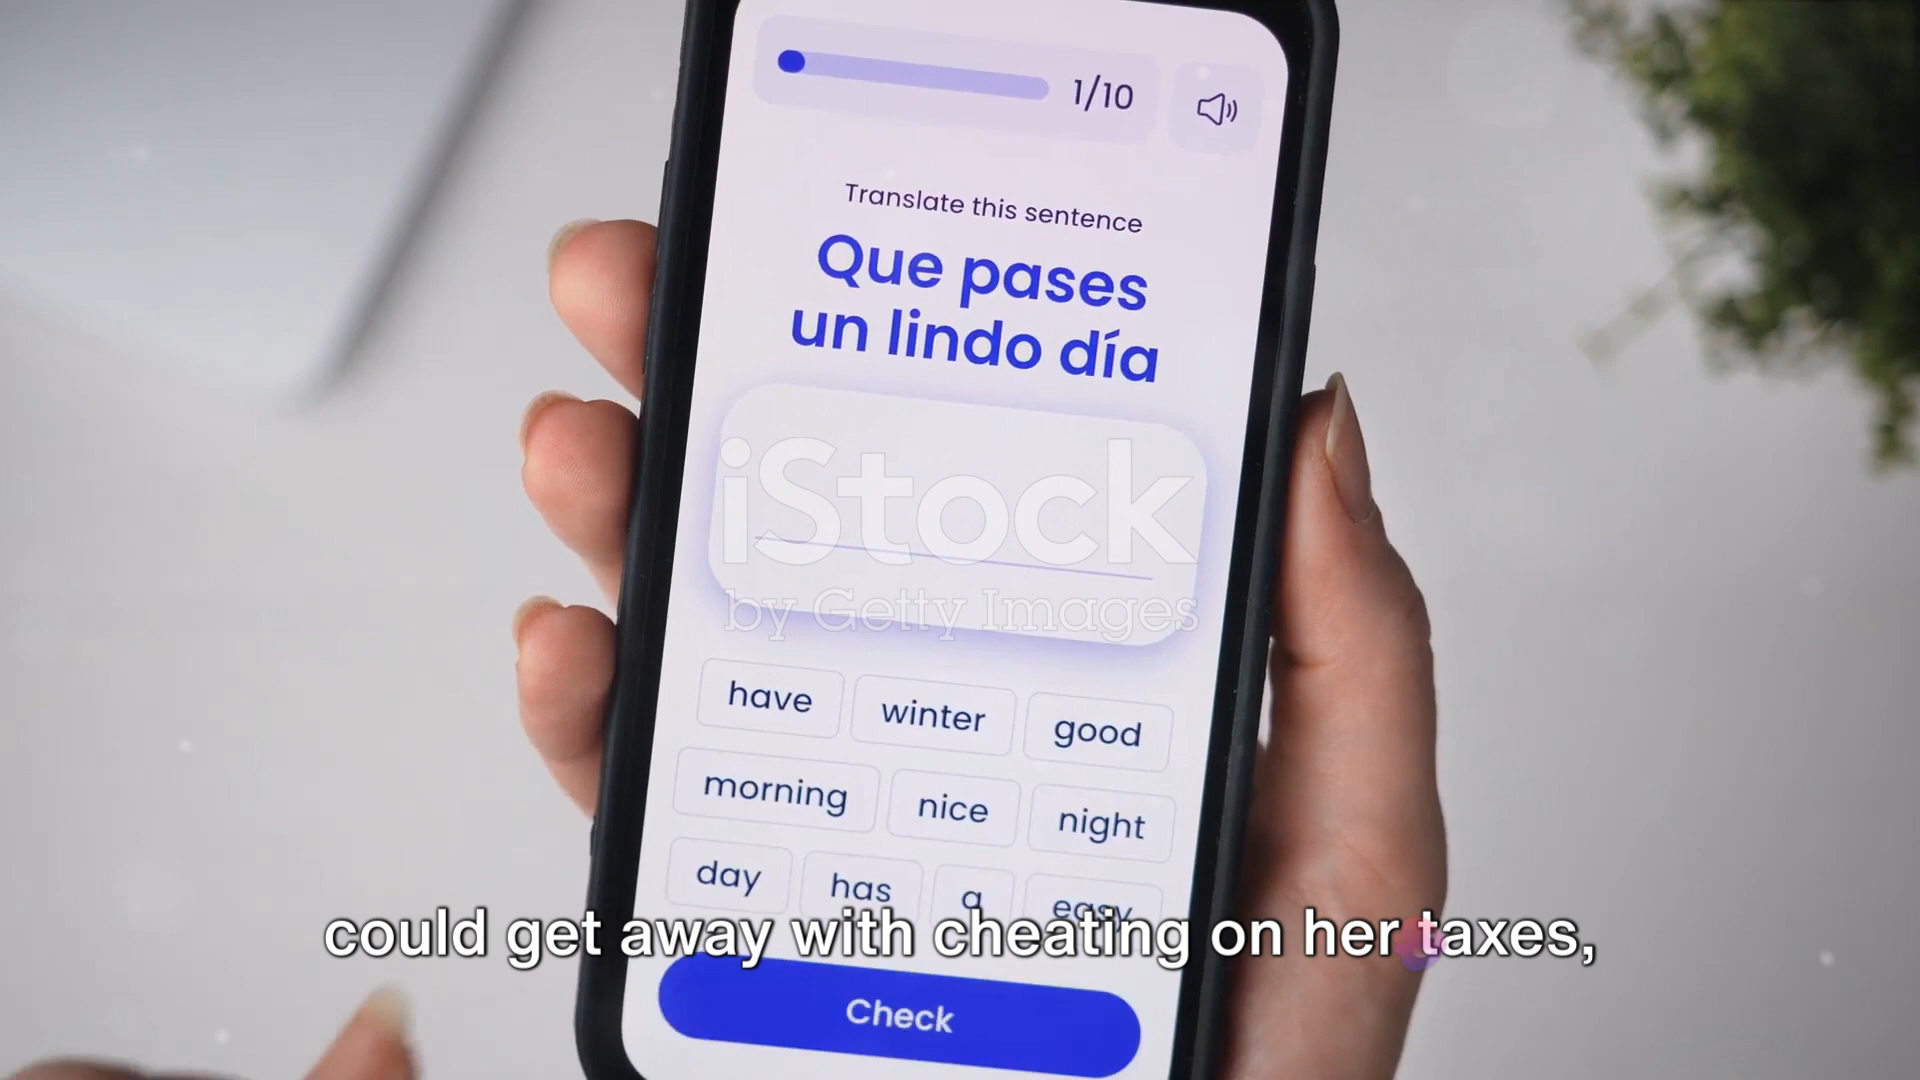 1/10
Translate this sentence
Que pases
un lindo día
iStock
by Getty Images
have winter good
morning nice night
day has a easy
could get away with cheating on her taxes,
Check